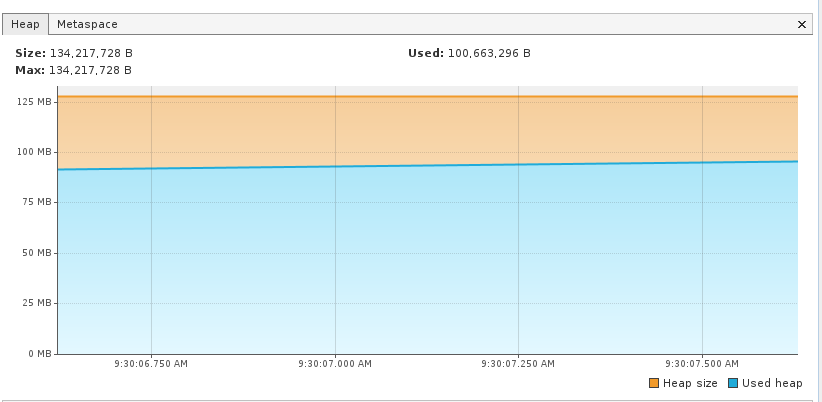 Heap Metaspace ×
Size: 134,217,728 B Used: 100,663,296 B
Max: 134,217,728 B
125 MB
100 MB
75 MB
50 MB
25 MB
0 MB
9:30:06.750 AM 9:30:07.000 AM 9:30:07.250 AM 9:30:07.500 AM
Heap size Used heap